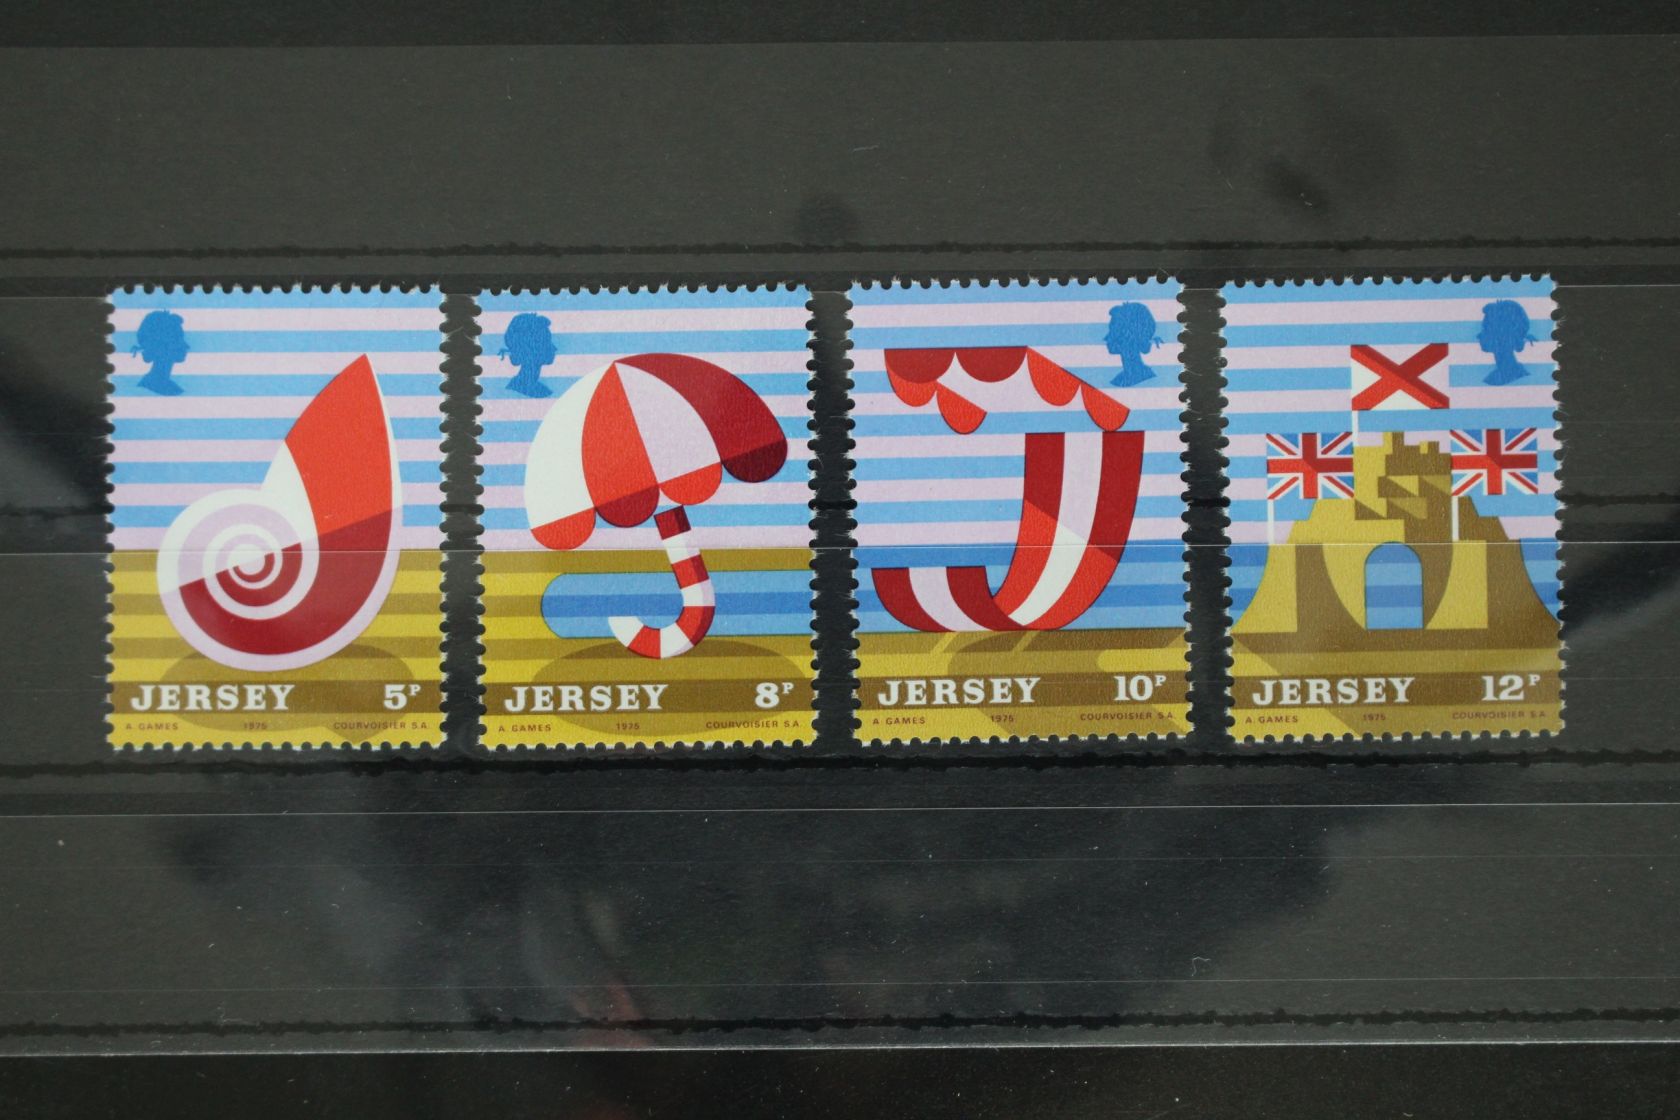 JERSEY 5P
A. GAMES 1975 COURVOISIER S.A.
JERSEY 8P
A. GAMES 1975 COURVOISIER S.A.
JERSEY 10P
A. GAMES 1975 COURVOISIER S.A.
JERSEY 12P
A. GAMES 1975 COURVOISIER S.A.